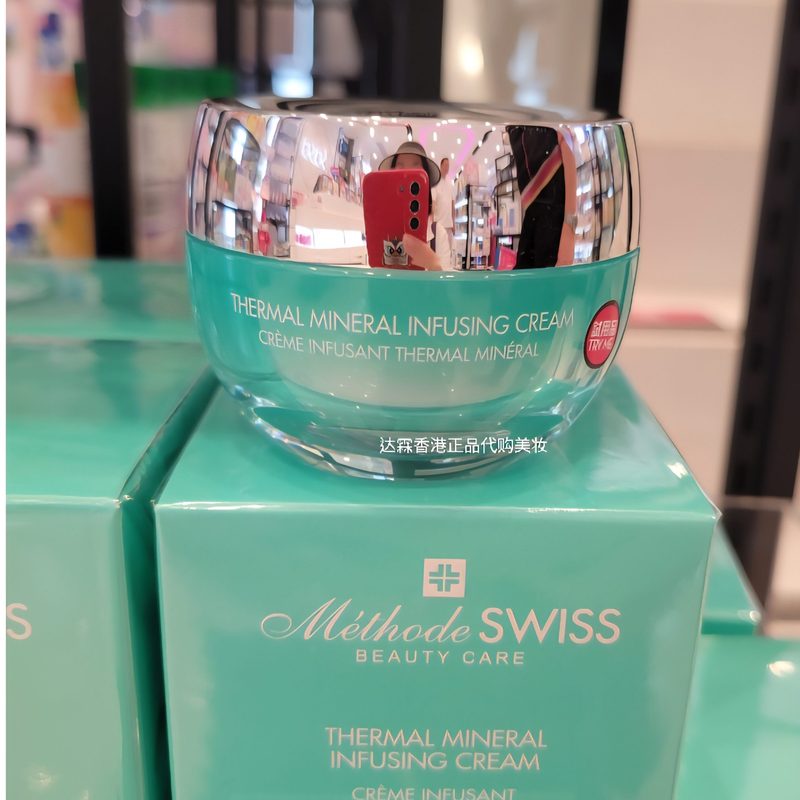 THERMAL MINERAL INFUSING CREAM
CRÈME INFUSANT THERMAL MINÉRAL
試用品
TRY ME
达霖香港正品代购美妆
Méthode SWISS
BEAUTY CARE
THERMAL MINERAL
INFUSING CREAM
CRÈME INFUSANT
S